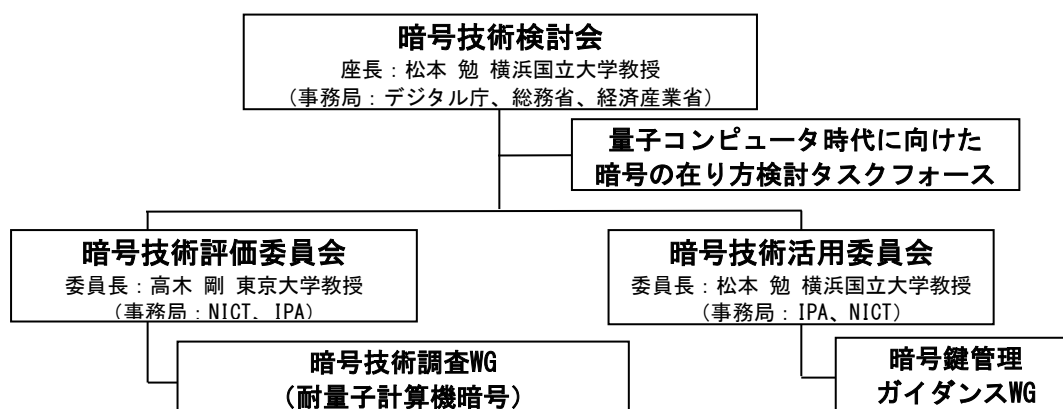 暗号技術検討会
座長：松本 勉 横浜国立大学教授
（事務局：デジタル庁、総務省、経済産業省）
量子コンピュータ時代に向けた
暗号の在り方検討タスクフォース
暗号技術評価委員会
委員長：高木 剛 東京大学教授
（事務局：NICT、IPA）
暗号技術活用委員会
委員長：松本 勉 横浜国立大学教授
（事務局：IPA、NICT）
暗号技術調査WG
（耐量子計算機暗号）
暗号鍵管理
ガイダンスWG